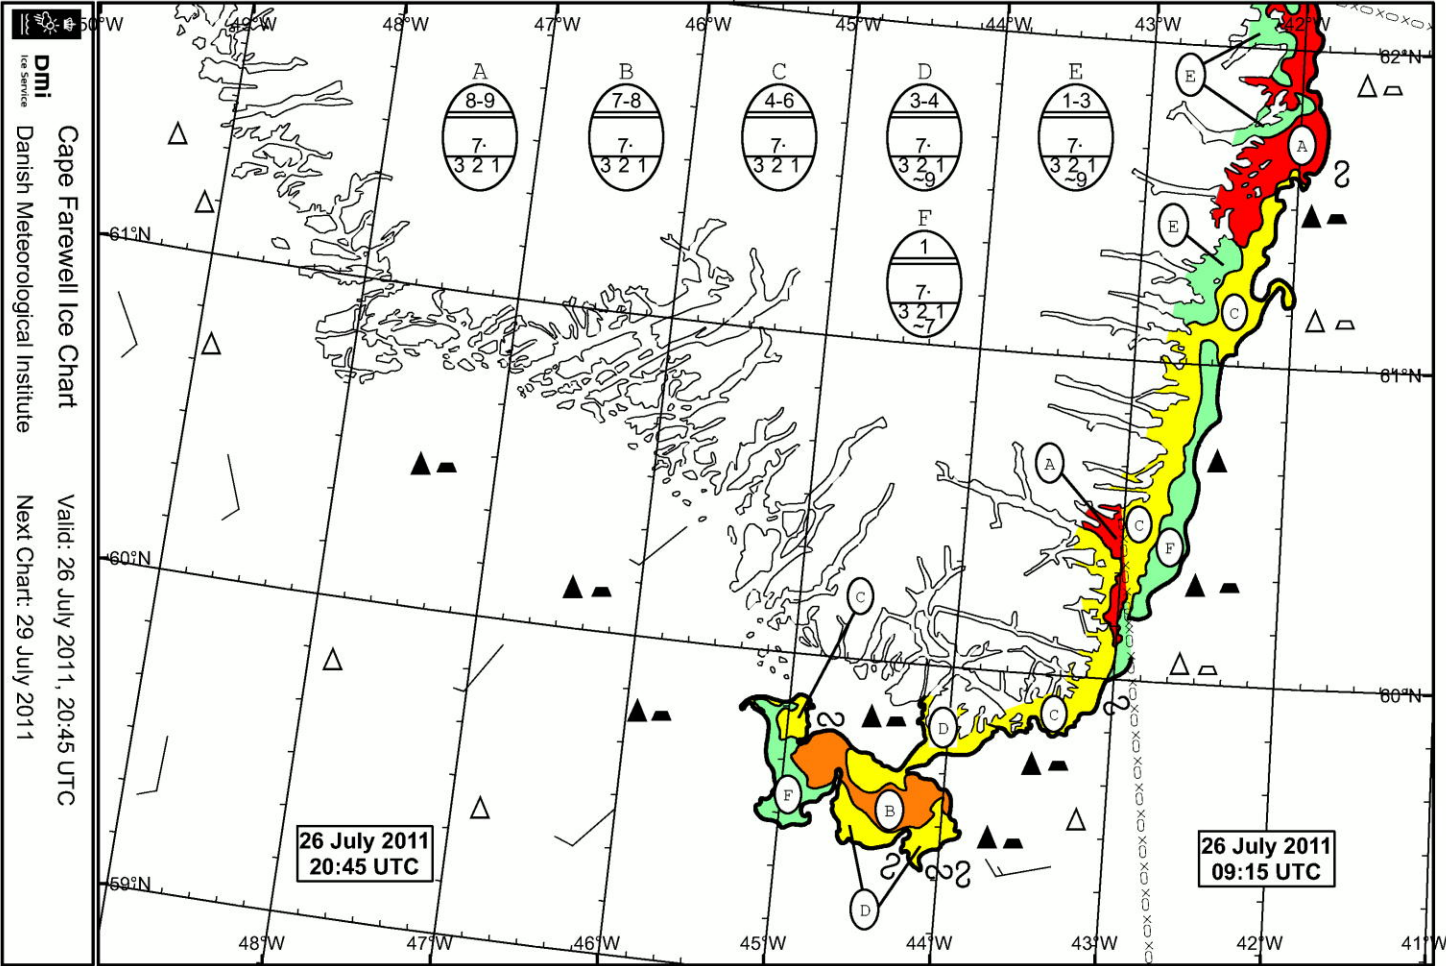 50°W 49°W 48°W 47°W 46°W 45°W 44°W 43°W 42°W
DMI
Ice Service
Cape Farewell Ice Chart
Danish Meteorological Institute
Valid: 26 July 2011, 20:45 UTC
Next Chart: 29 July 2011
A
8-9
7·
3 2 1
B
7-8
7·
3 2 1
C
4-6
7·
3 2 1
D
3-4
7·
3 2 1
~9
E
1-3
7·
3 2 1
~9
F
1
7·
3 2 1
~7
62°N
E
A
61°N
E
C
61°N
A
C
F
60°N
C
60°N
D
C
F
B
D
26 July 2011
20:45 UTC
26 July 2011
09:15 UTC
59°N
48°W 47°W 46°W 45°W 44°W 43°W 42°W 41°W